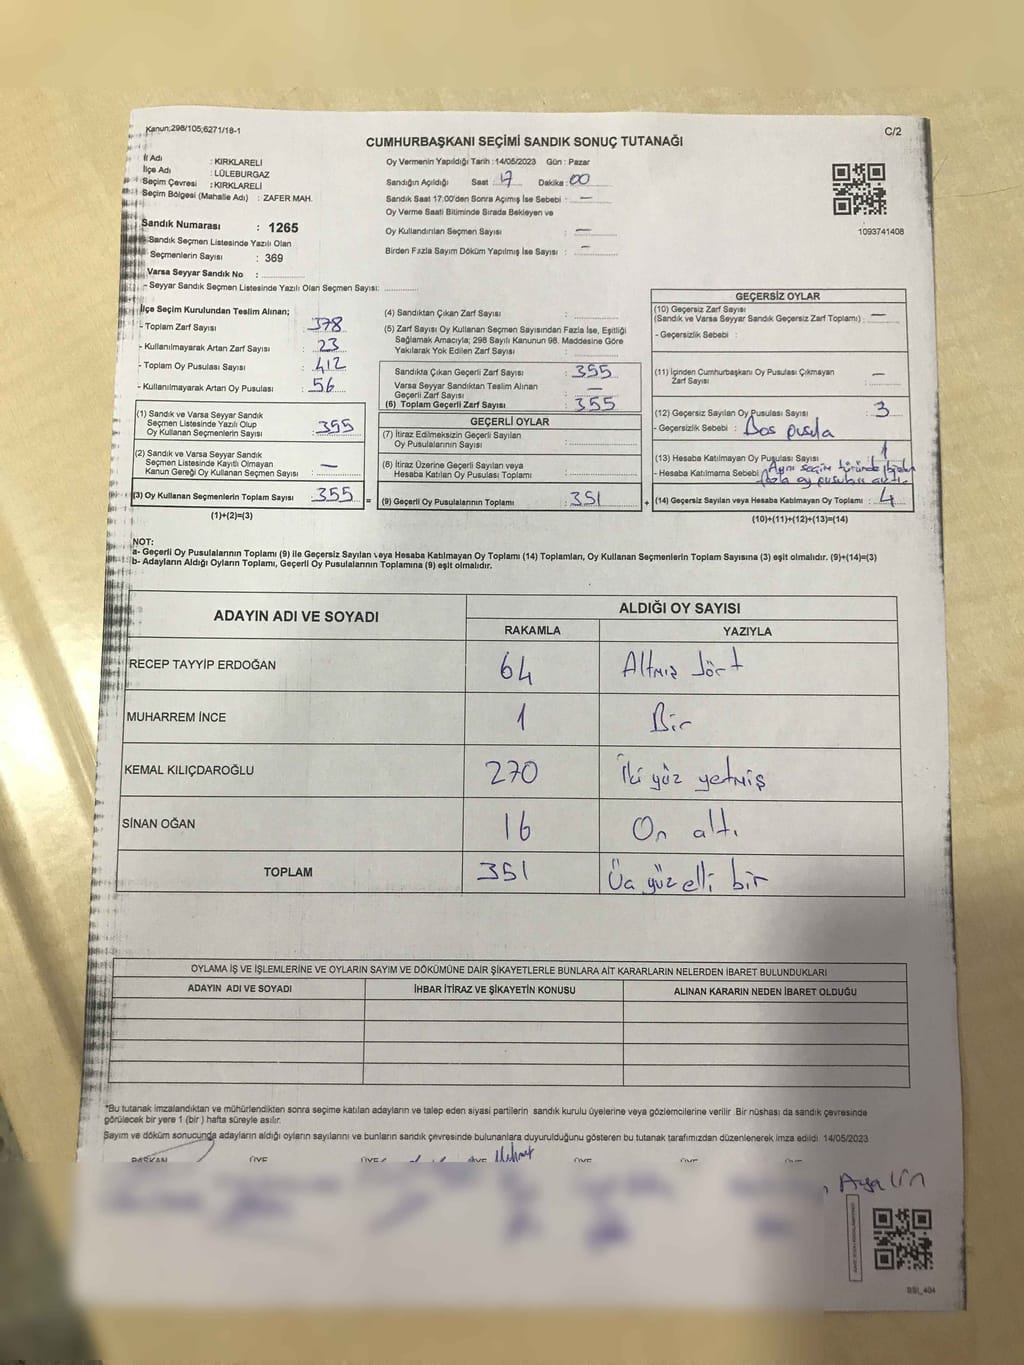 Kanun;298/105;6271/18-1
C/2
CUMHURBAŞKANI SEÇİMİ SANDIK SONUÇ TUTANAĞI
İl Adı : KIRKLARELİ
İlçe Adı : LÜLEBURGAZ
Seçim Çevresi : KIRKLARELİ
Seçim Bölgesi (Mahalle Adı) : ZAFER MAH.
Sandık Numarası : 1265
Sandık Seçmen Listesinde Yazılı Olan
Seçmenlerin Sayısı : 369
Varsa Seyyar Sandık No :
- Seyyar Sandık Seçmen Listesinde Yazılı Olan Seçmen Sayısı:
Oy Vermenin Yapıldığı Tarih : 14/05/2023 Gün : Pazar
Sandığın Açıldığı Saat : 17 Dakika : 00
Sandık Saat 17:00'den Sonra Açımış İse Sebebi : —
Oy Verme Saati Bitiminde Sırada Bekleyen ve
Oy Kullandırılan Seçmen Sayısı : —
Birden Fazla Sayım Döküm Yapılmış İse Sayısı : —
1093741408
İlçe Seçim Kurulundan Teslim Alınan;
- Toplam Zarf Sayısı : 378
- Kullanılmayarak Artan Zarf Sayısı : 23
- Toplam Oy Pusulası Sayısı : 412
- Kullanılmayarak Artan Oy Pusulası : 56
(1) Sandık ve Varsa Seyyar Sandık
Seçmen Listesinde Yazılı Olup
Oy Kullanan Seçmenlerin Sayısı : 355
(2) Sandık ve Varsa Seyyar Sandık
Seçmen Listesinde Kayıtlı Olmayan
Kanun Gereği Oy Kullanan Seçmen Sayısı : —
(3) Oy Kullanan Seçmenlerin Toplam Sayısı : 355 =
(1)+(2)=(3)
(4) Sandıktan Çıkan Zarf Sayısı :
(5) Zarf Sayısı Oy Kullanan Seçmen Sayısından Fazla İse, Eşitliği
Sağlamak Amacıyla; 298 Sayılı Kanunun 98. Maddesine Göre
Yakılarak Yok Edilen Zarf Sayısı :
Sandıkta Çıkan Geçerli Zarf Sayısı : 355
Varsa Seyyar Sandıktan Teslim Alınan
Geçerli Zarf Sayısı : —
(6) Toplam Geçerli Zarf Sayısı : 355
GEÇERLİ OYLAR
(7) İtiraz Edilmeksizin Geçerli Sayılan
Oy Pusulalarının Sayısı :
(8) İtiraz Üzerine Geçerli Sayılan veya
Hesaba Katılan Oy Pusulası Toplamı :
(9) Geçerli Oy Pusulalarının Toplamı : 351 +
GEÇERSİZ OYLAR
(10) Geçersiz Zarf Sayısı
(Sandık ve Varsa Seyyar Sandık Geçersiz Zarf Toplamı) : —
- Geçersizlik Sebebi :
(11) İçinden Cumhurbaşkanı Oy Pusulası Çıkmayan
Zarf Sayısı : —
(12) Geçersiz Sayılan Oy Pusulası Sayısı : 3
- Geçersizlik Sebebi : Bos pusula
(13) Hesaba Katılmayan Oy Pusulası Sayısı : 1
- Hesaba Katılmama Sebebi : Aynı seçim türünde birden
fazla oy pusulası çıktı
(14) Geçersiz Sayılan veya Hesaba Katılmayan Oy Toplamı : 4
(10)+(11)+(12)+(13)=(14)
NOT:
a- Geçerli Oy Pusulalarının Toplamı (9) ile Geçersiz Sayılan veya Hesaba Katılmayan Oy Toplamı (14) Toplamları, Oy Kullanan Seçmenlerin Toplam Sayısına (3) eşit olmalıdır. (9)+(14)=(3)
b- Adayların Aldığı Oyların Toplamı, Geçerli Oy Pusulalarının Toplamına (9) eşit olmalıdır.
ADAYIN ADI VE SOYADI ALDIĞI OY SAYISI
RAKAMLA YAZIYLA
RECEP TAYYİP ERDOĞAN 64 Altmış dört
MUHARREM İNCE 1 Bir
KEMAL KILIÇDAROĞLU 270 İki yüz yetmiş
SİNAN OĞAN 16 On altı
TOPLAM 351 Üç yüz elli bir
OYLAMA İŞ VE İŞLEMLERİNE VE OYLARIN SAYIM VE DÖKÜMÜNE DAİR ŞİKAYETLERLE BUNLARA AİT KARARLARIN NELERDEN İBARET BULUNDUKLARI
ADAYIN ADI VE SOYADI İHBAR İTİRAZ VE ŞİKAYETİN KONUSU ALINAN KARARIN NEDEN İBARET OLDUĞU
*Bu tutanak imzalandıktan ve mühürlendikten sonra seçime katılan adayların ve talep eden siyasi partilerin sandık kurulu üyelerine veya gözlemcilerine verilir. Bir nüshası da sandık çevresinde
görülecek bir yere 1 (bir) hafta süreyle asılır.
Sayım ve döküm sonucunda adayların aldığı oyların sayılarını ve bunların sandık çevresinde bulunanlara duyurulduğunu gösteren bu tutanak tarafımızdan düzenlenerek imza edildi. 14/05/2023
BAŞKAN ÜYE ÜYE ÜYE Mehmet ÜYE ÜYE ÜYE
BSI_404